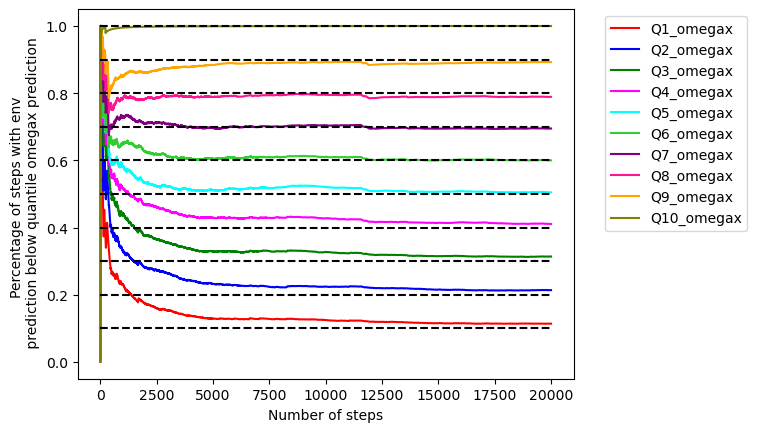 Percentage of steps with env
prediction below quantile omegax prediction
1.0
0.8
0.6
0.4
0.2
0.0
0 2500 5000 7500 10000 12500 15000 17500 20000
Number of steps
Q1_omegax
Q2_omegax
Q3_omegax
Q4_omegax
Q5_omegax
Q6_omegax
Q7_omegax
Q8_omegax
Q9_omegax
Q10_omegax